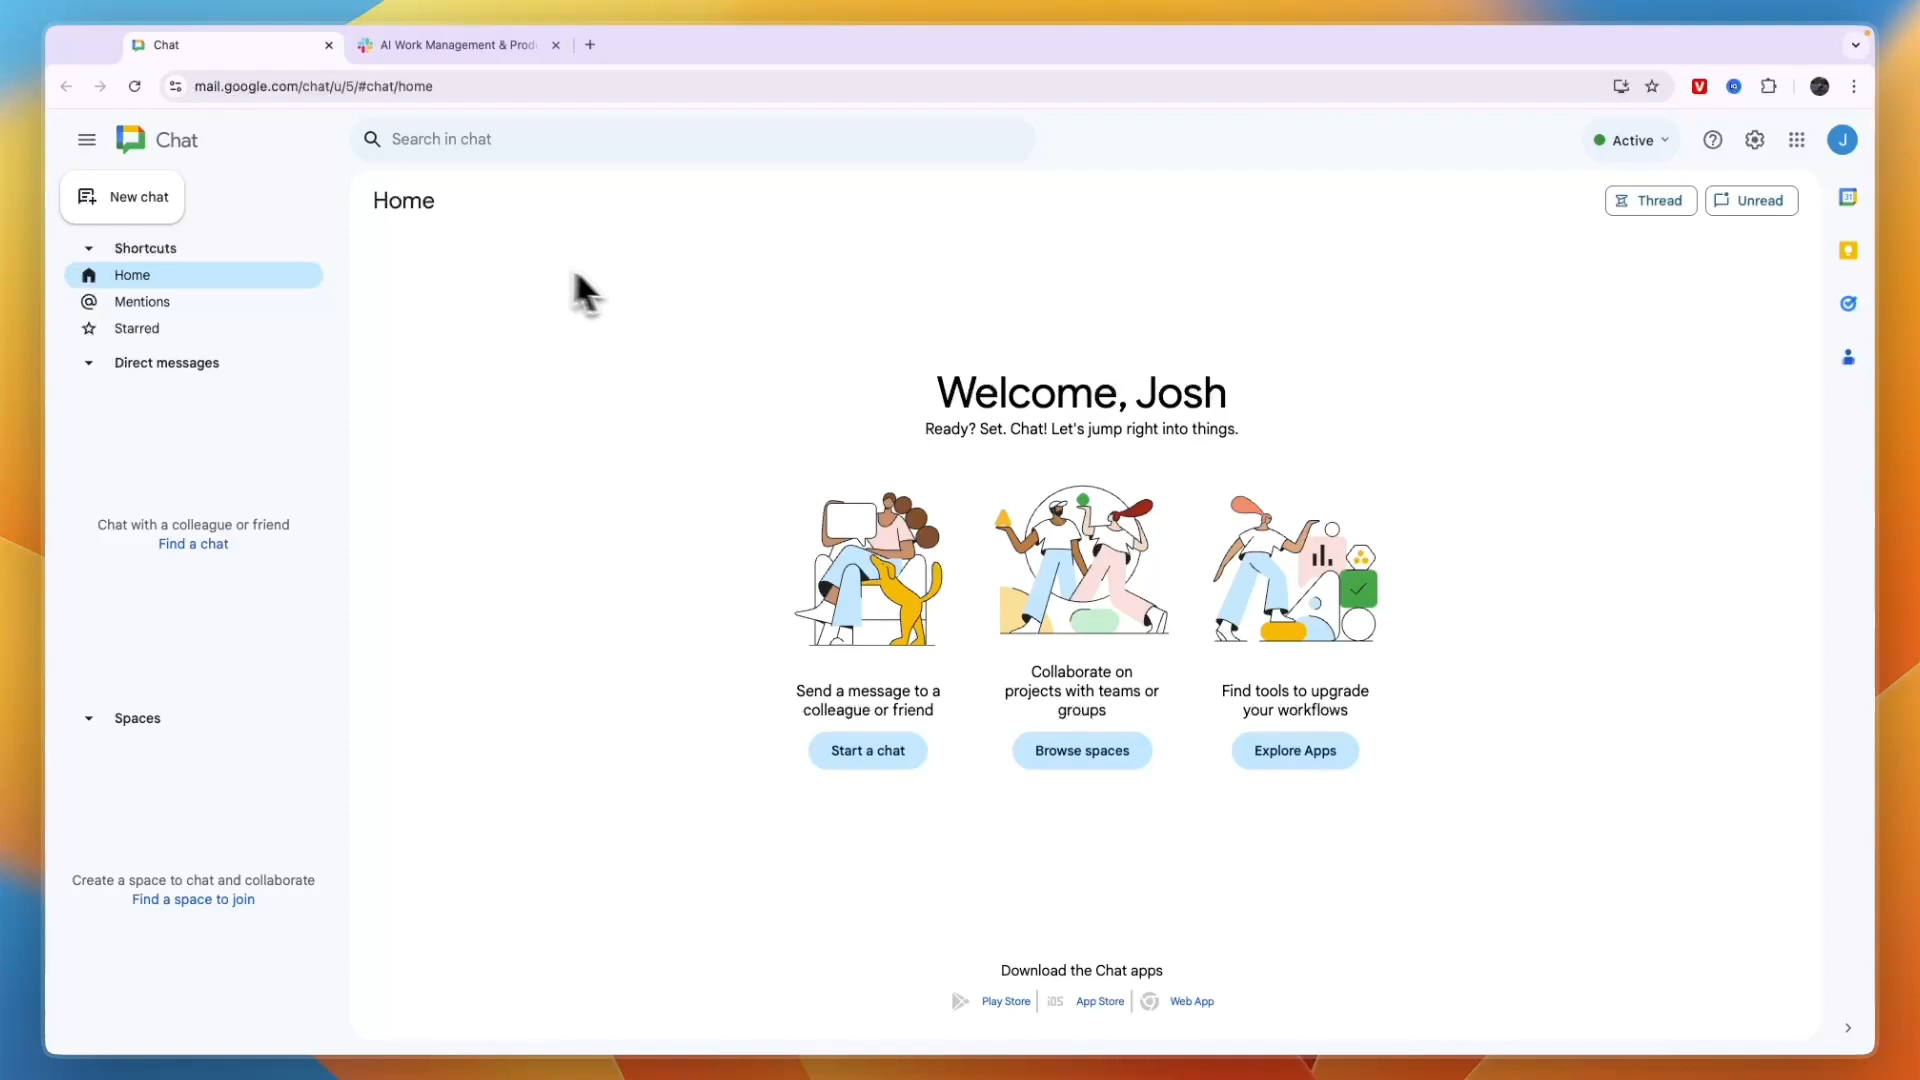 Chat
AI Work Management & Prod
mail.google.com/chat/u/5/#chat/home
Chat
Search in chat
Active
J
New chat
Home
Thread
Unread
31
Shortcuts
Home
Mentions
Starred
Direct messages
Welcome, Josh
Ready? Set. Chat! Let's jump right into things.
Chat with a colleague or friend
Find a chat
Send a message to a
colleague or friend
Start a chat
Collaborate on
projects with teams or
groups
Browse spaces
Find tools to upgrade
your workflows
Explore Apps
Spaces
Create a space to chat and collaborate
Find a space to join
Download the Chat apps
Play Store
iOS
App Store
Web App